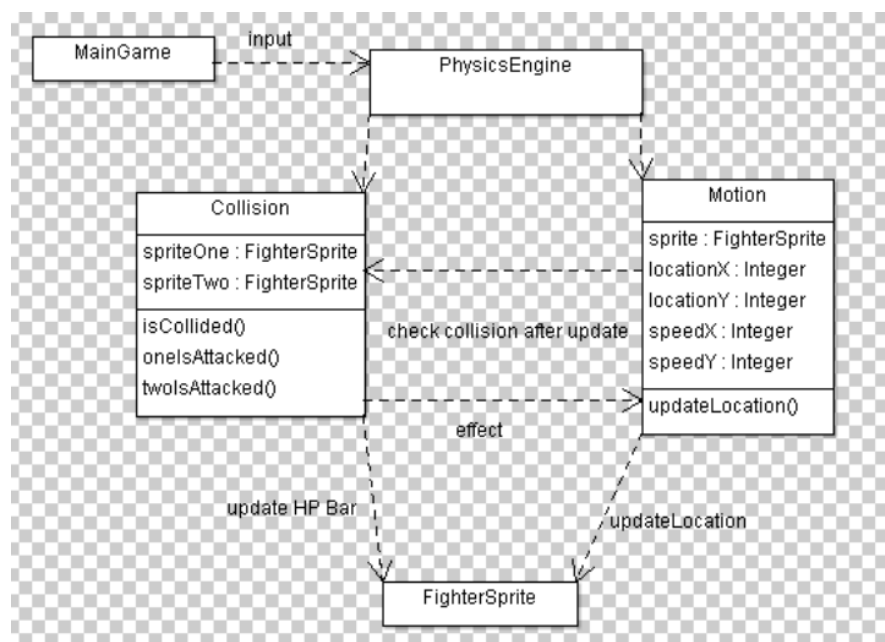 MainGame
input
PhysicsEngine
Collision
spriteOne : FighterSprite
spriteTwo : FighterSprite
isCollided()
oneIsAttacked()
twoIsAttacked()
Motion
sprite : FighterSprite
locationX : Integer
locationY : Integer
speedX : Integer
speedY : Integer
updateLocation()
check collision after update
effect
update HP Bar
updateLocation
FighterSprite